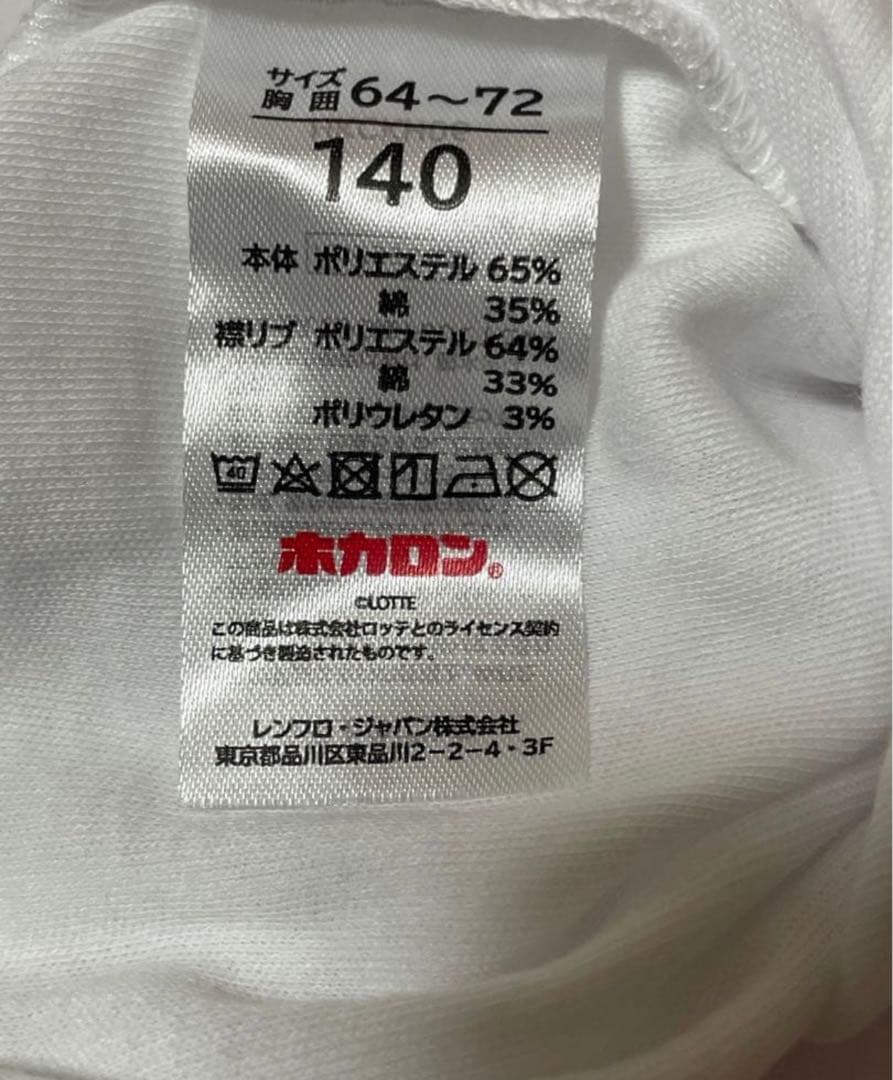 サイズ
胸囲 64〜72
140
本体 ポリエステル 65%
綿 35%
襟リブ ポリエステル 64%
綿 33%
ポリウレタン 3%
40
ホカロン®
©LOTTE
この商品は株式会社ロッテとのライセンス契約
に基づき製造されたものです。
レンフロ・ジャパン株式会社
東京都品川区東品川2-2-4・3F